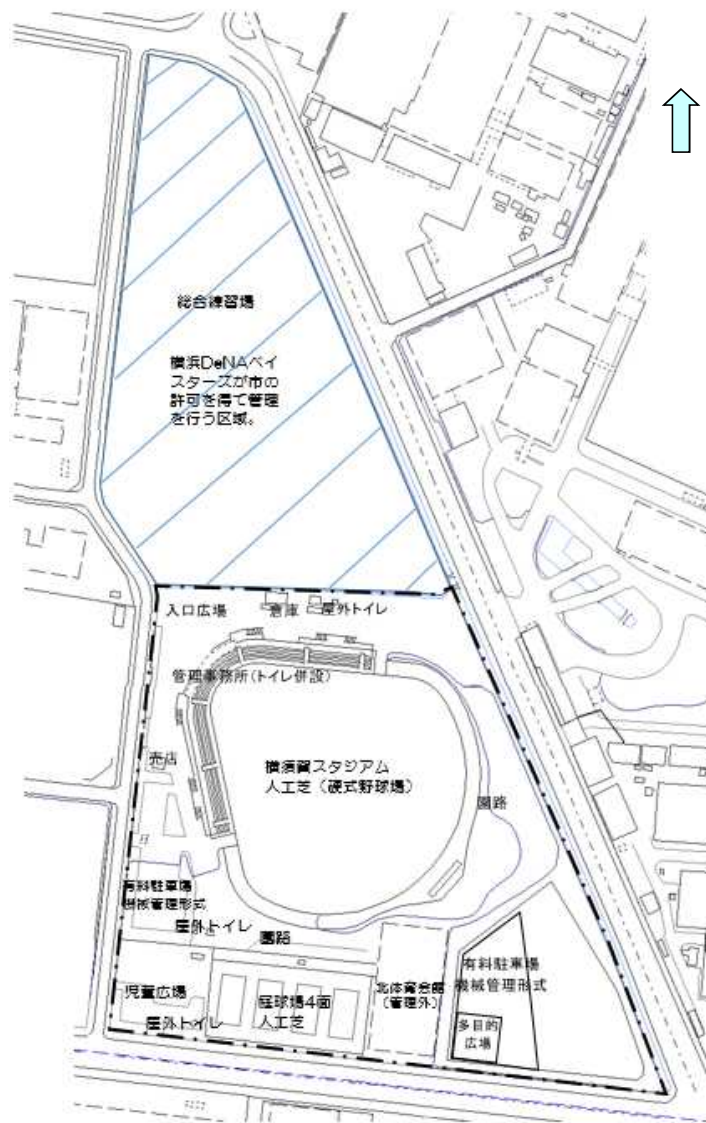 総合練習場
横浜DeNAベイ
スターズが市の
許可を得て管理
を行う区域。
入口広場
倉庫
屋外トイレ
管理事務所(トイレ併設)
売店
横須賀スタジアム
人工芝（硬式野球場）
園路
有料駐車場
機械管理形式
屋外トイレ
園路
児童広場
屋外トイレ
庭球場4面
人工芝
北体育会館
（管理外）
有料駐車場
機械管理形式
多目的
広場